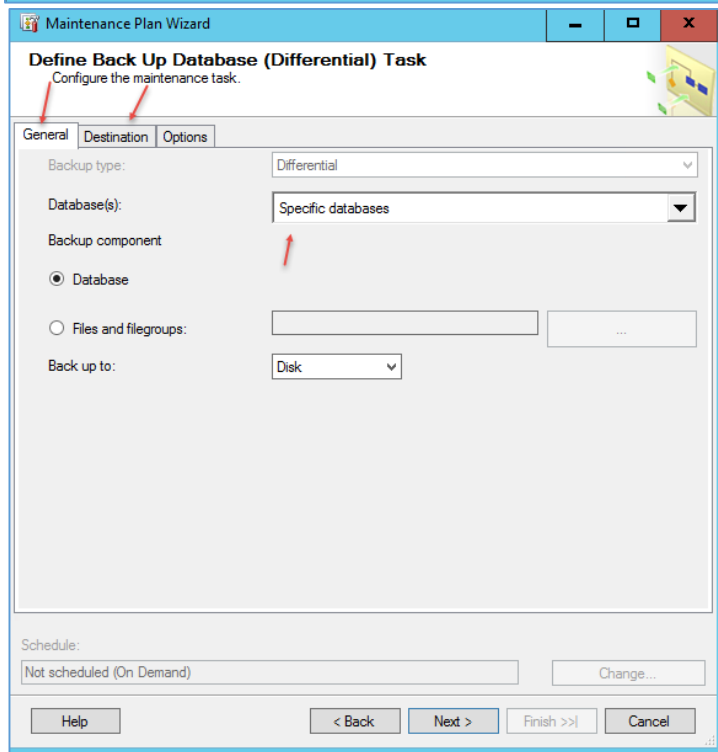 Maintenance Plan Wizard
Define Back Up Database (Differential) Task
Configure the maintenance task.
General Destination Options
Backup type: Differential
Database(s): Specific databases
Backup component
Database
Files and filegroups: ...
Back up to: Disk
Schedule:
Not scheduled (On Demand) Change...
Help < Back Next > Finish >>| Cancel